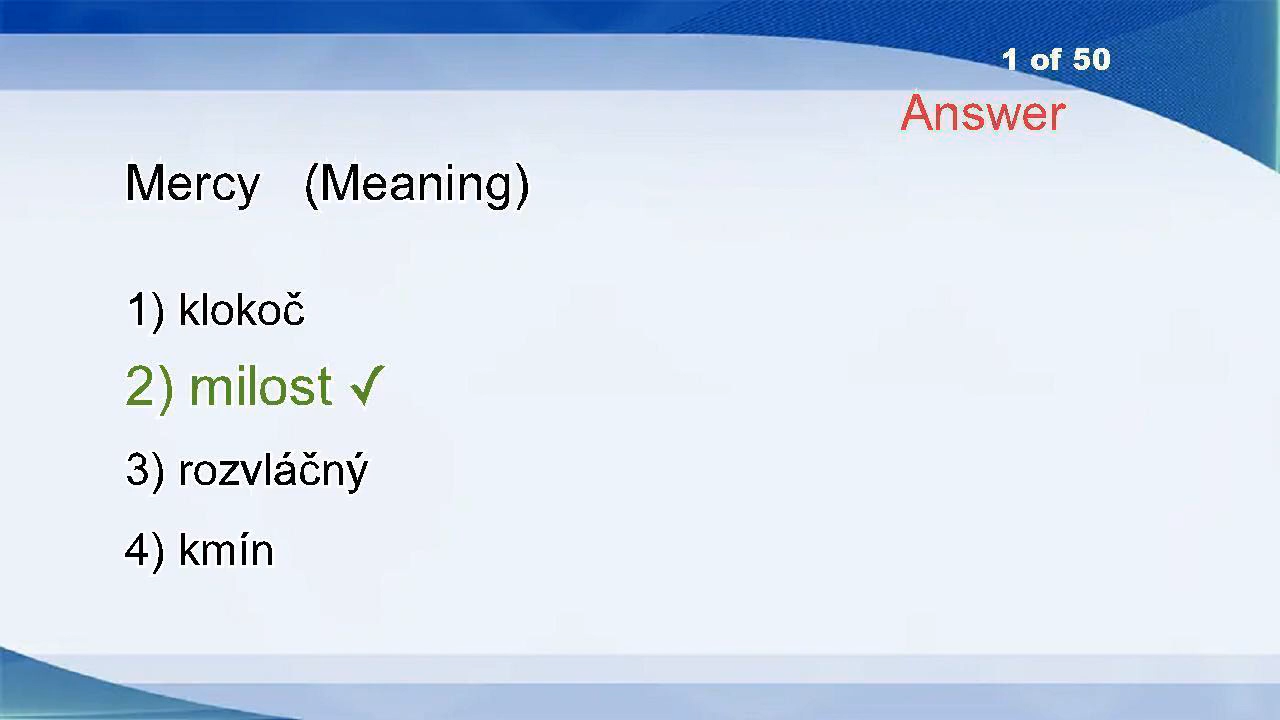 1 of 50
Answer
Mercy (Meaning)
1) klokoč
2) milost ✓
3) rozvláčný
4) kmín